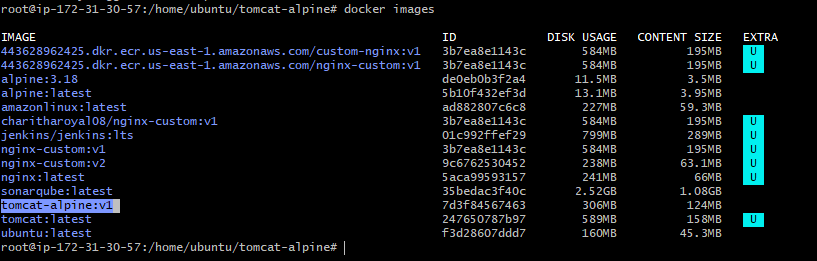 root@ip-172-31-30-57:/home/ubuntu/tomcat-alpine# docker images
IMAGE ID DISK USAGE CONTENT SIZE EXTRA
443628962425.dkr.ecr.us-east-1.amazonaws.com/custom-nginx:v1 3b7ea8e1143c 584MB 195MB U
443628962425.dkr.ecr.us-east-1.amazonaws.com/nginx-custom:v1 3b7ea8e1143c 584MB 195MB U
alpine:3.18 de0eb0b3f2a4 11.5MB 3.5MB
alpine:latest 5b10f432ef3d 13.1MB 3.95MB
amazonlinux:latest ad882807c6c8 227MB 59.3MB
charitharoyal08/nginx-custom:v1 3b7ea8e1143c 584MB 195MB U
jenkins/jenkins:lts 01c992ffef29 799MB 289MB U
nginx-custom:v1 3b7ea8e1143c 584MB 195MB U
nginx-custom:v2 9c6762530452 238MB 63.1MB U
nginx:latest 5aca99593157 241MB 66MB U
sonarqube:latest 35bedac3f40c 2.52GB 1.08GB
tomcat-alpine:v1 7d3f84567463 306MB 124MB
tomcat:latest 247650787b97 589MB 158MB U
ubuntu:latest f3d28607ddd7 160MB 45.3MB
root@ip-172-31-30-57:/home/ubuntu/tomcat-alpine#